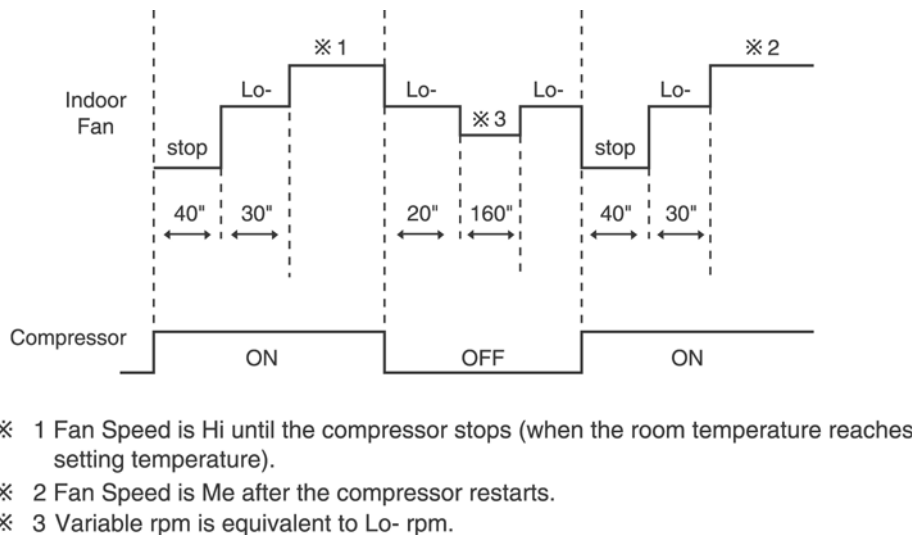 ※ 1
※ 2
Indoor
Fan
Lo-
Lo-
※ 3
Lo-
Lo-
stop
stop
40" 30" 20" 160" 40" 30"
Compressor
ON OFF ON
※ 1 Fan Speed is Hi until the compressor stops (when the room temperature reaches
setting temperature).
※ 2 Fan Speed is Me after the compressor restarts.
※ 3 Variable rpm is equivalent to Lo- rpm.